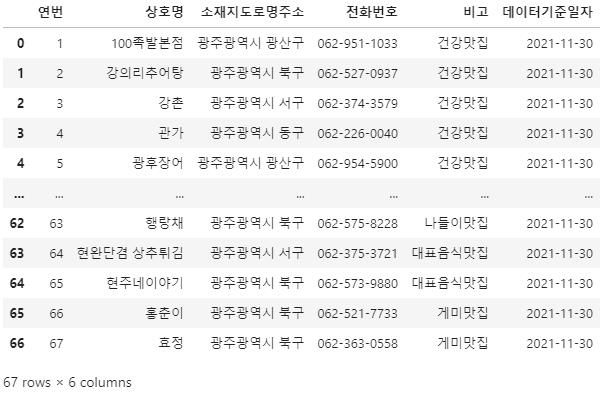 연번 상호명 소재지도로명주소 전화번호 비고 데이터기준일자
0 1 100족발본점 광주광역시 광산구 062-951-1033 건강맛집 2021-11-30
1 2 강의리추어탕 광주광역시 북구 062-527-0937 건강맛집 2021-11-30
2 3 강촌 광주광역시 서구 062-374-3579 건강맛집 2021-11-30
3 4 관가 광주광역시 동구 062-226-0040 건강맛집 2021-11-30
4 5 광후장어 광주광역시 광산구 062-954-5900 건강맛집 2021-11-30
... ... ... ... ... ... ...
62 63 행랑채 광주광역시 북구 062-575-8228 나들이맛집 2021-11-30
63 64 현완단겸 상추튀김 광주광역시 서구 062-375-3721 대표음식맛집 2021-11-30
64 65 현주네이야기 광주광역시 북구 062-573-9880 대표음식맛집 2021-11-30
65 66 홍춘이 광주광역시 북구 062-521-7733 게미맛집 2021-11-30
66 67 효정 광주광역시 북구 062-363-0558 게미맛집 2021-11-30
67 rows × 6 columns